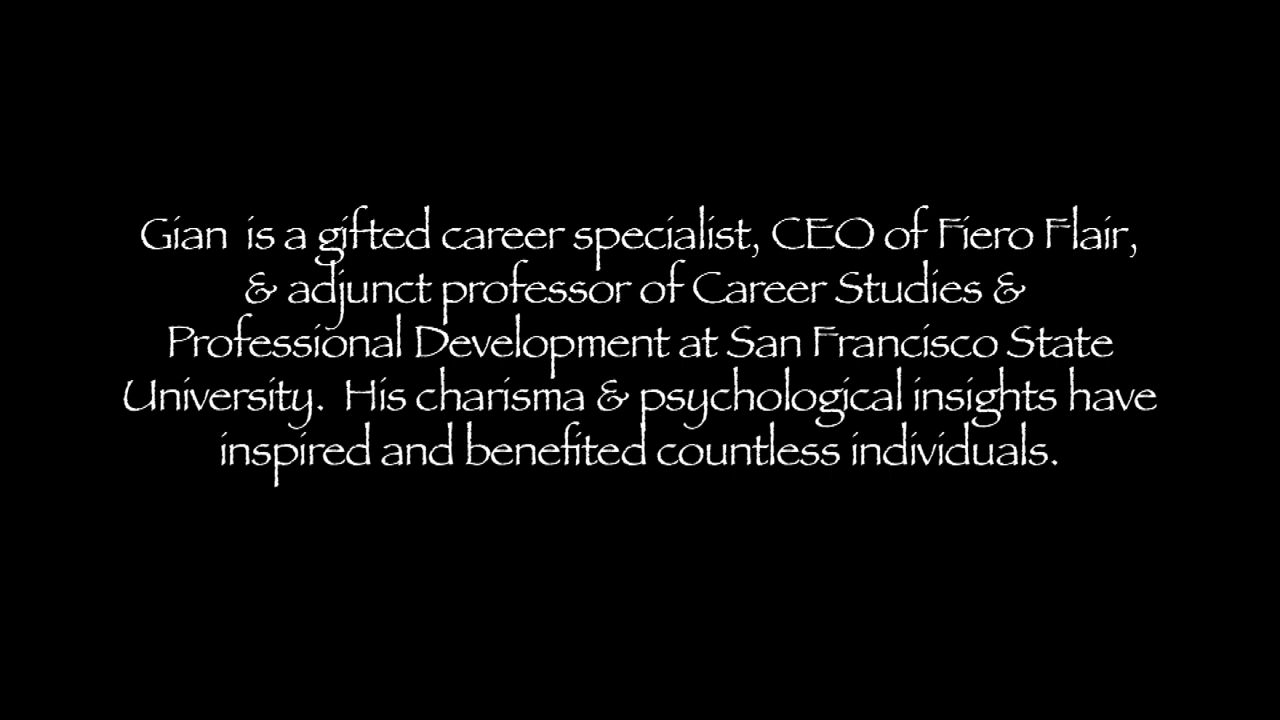 Gian  is a gifted career specialist, CEO of Fiero Flair,
& adjunct professor of Career Studies &
Professional Development at San Francisco State
University.  His charisma & psychological insights have
inspired and benefited countless individuals.